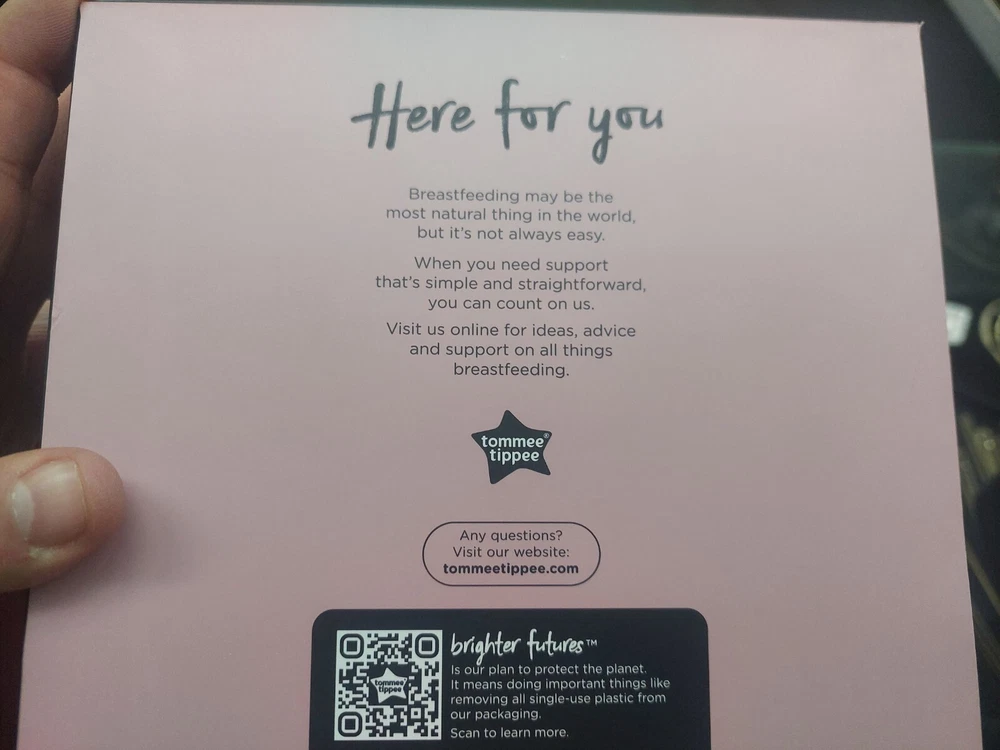 Here for you
Breastfeeding may be the
most natural thing in the world,
but it's not always easy.
When you need support
that's simple and straightforward,
you can count on us.
Visit us online for ideas, advice
and support on all things
breastfeeding.
tommee®
tippee
Any questions?
Visit our website:
tommeetippee.com
brighter futures™
Is our plan to protect the planet.
It means doing important things like
removing all single-use plastic from
our packaging.
Scan to learn more.
tommee
tippee